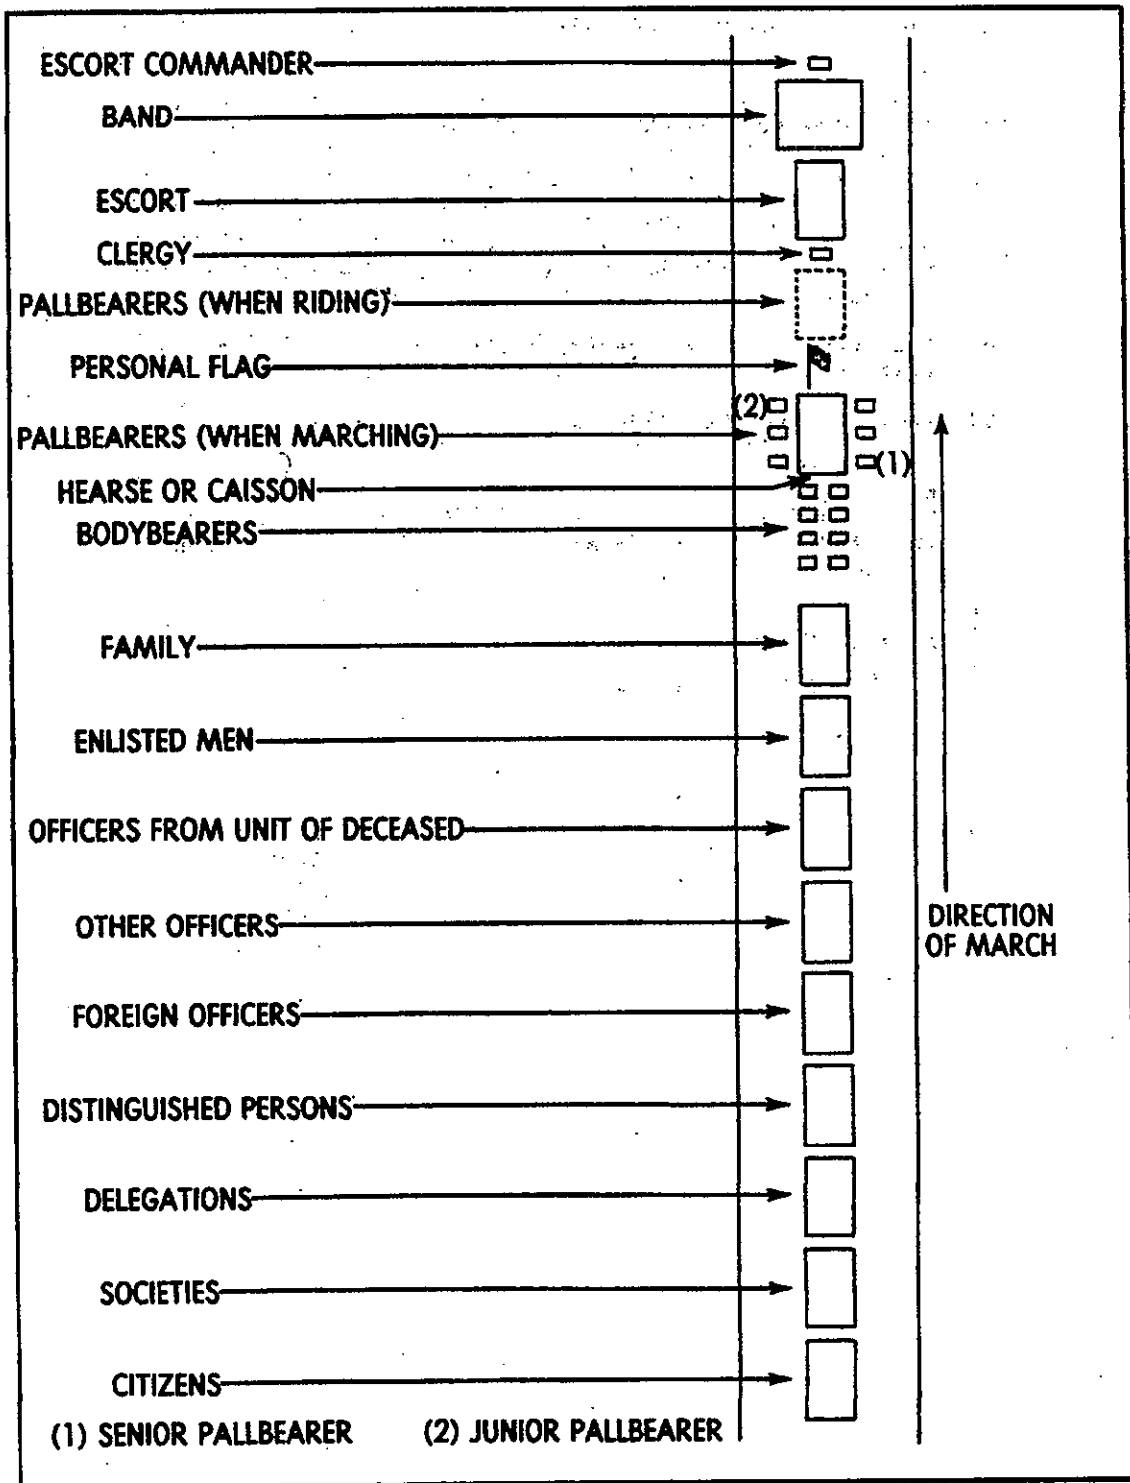 ESCORT COMMANDER
BAND
ESCORT
CLERGY
PALLBEARERS (WHEN RIDING)
PERSONAL FLAG
(2)
PALLBEARERS (WHEN MARCHING)
(1)
HEARSE OR CAISSON
BODYBEARERS
FAMILY
ENLISTED MEN
OFFICERS FROM UNIT OF DECEASED
OTHER OFFICERS
DIRECTION
OF MARCH
FOREIGN OFFICERS
DISTINGUISHED PERSONS
DELEGATIONS
SOCIETIES
CITIZENS
(1) SENIOR PALLBEARER (2) JUNIOR PALLBEARER